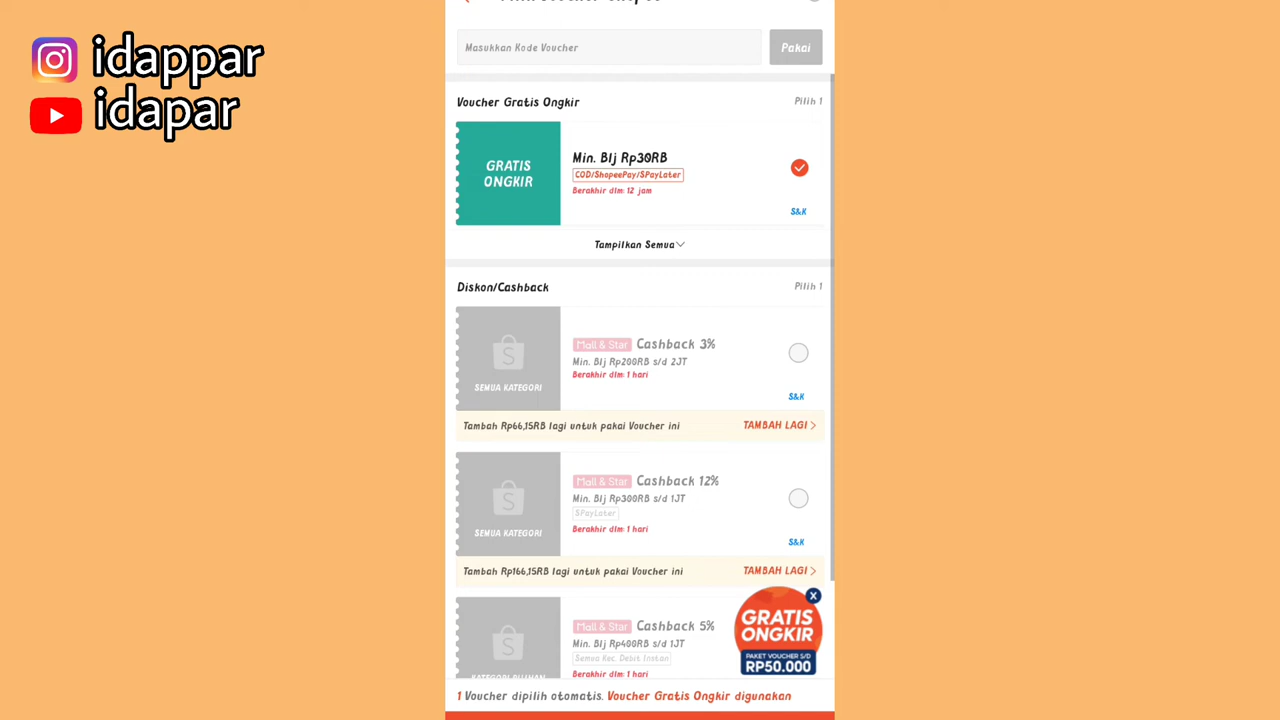 idappar
idapar
Masukkan Kode Voucher
Pakai
Voucher Gratis Ongkir
Pilih 1
GRATIS
ONGKIR
Min. Blj Rp30RB
COD/ShopeePay/SPayLater
Berakhir dlm: 12 jam
S&K
Tampilkan Semua
Diskon/Cashback
Pilih 1
S
SEMUA KATEGORI
Mall & Star Cashback 3%
Min. Blj Rp200RB s/d 2JT
Berakhir dlm: 1 hari
S&K
Tambah Rp66,15RB lagi untuk pakai Voucher ini
TAMBAH LAGI
S
SEMUA KATEGORI
Mall & Star Cashback 12%
Min. Blj Rp300RB s/d 1JT
SPayLater
Berakhir dlm: 1 hari
S&K
Tambah Rp166,15RB lagi untuk pakai Voucher ini
TAMBAH LAGI
S
KATEGORI PILIHAN
Mall & Star Cashback 5%
Min. Blj Rp400RB s/d 1JT
Semua Kec. Debit Instan
Berakhir dlm: 1 hari
X
GRATIS
ONGKIR
PAKET VOUCHER S/D
RP50.000
1 Voucher dipilih otomatis. Voucher Gratis Ongkir digunakan